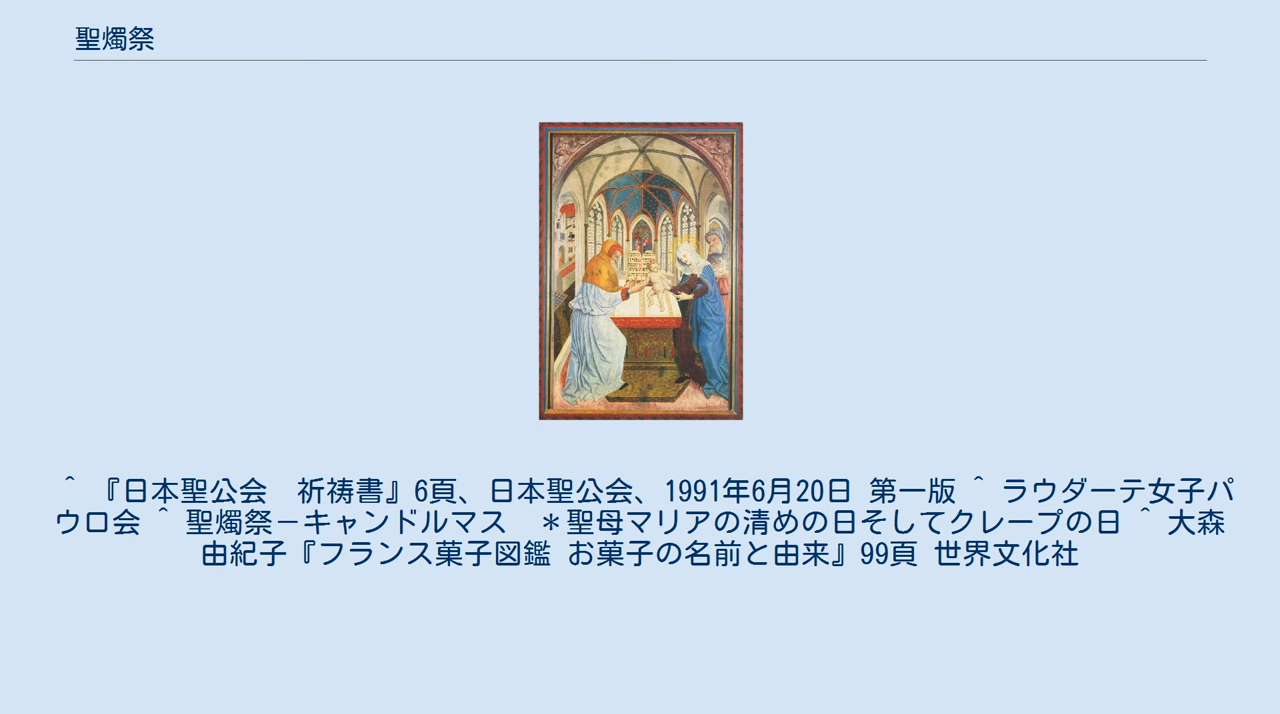 聖燭祭
^ 『日本聖公会　祈祷書』6頁、日本聖公会、1991年6月20日 第一版 ^ ラウダーテ女子パ
ウロ会 ^ 聖燭祭－キャンドルマス　＊聖母マリアの清めの日そしてクレープの日 ^ 大森
由紀子『フランス菓子図鑑 お菓子の名前と由来』99頁 世界文化社